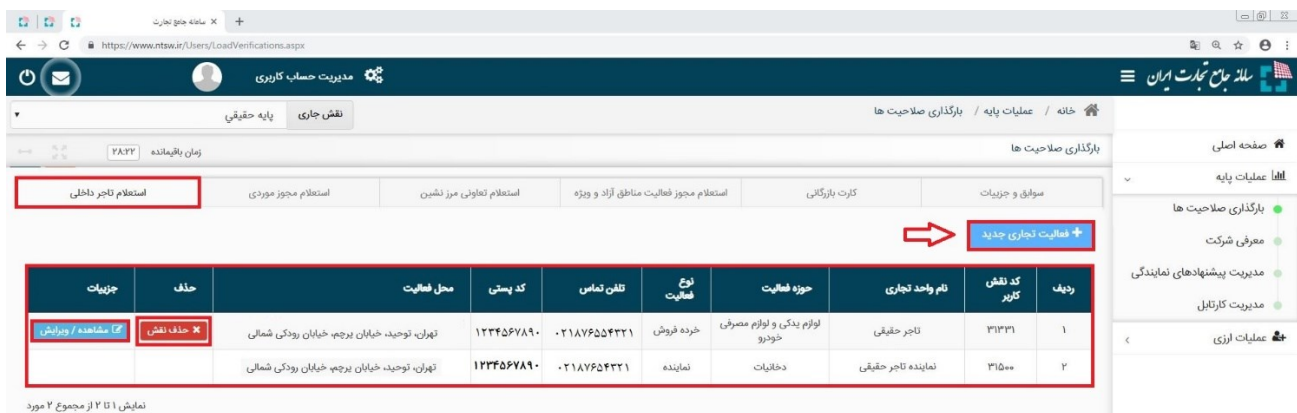 سامانه جامع تجارت
https://www.ntsw.ir/Users/LoadVerifications.aspx
سامانه جامع تجارت ایران
مدیریت حساب کاربری
خانه / عملیات پایه / بارگذاری صلاحیت ها
نقش جاری
پایه حقیقی
بارگذاری صلاحیت ها
زمان باقیمانده ۲۸:۲۲
صفحه اصلی
عملیات پایه
بارگذاری صلاحیت ها
معرفی شرکت
مدیریت پیشنهادهای نمایندگی
مدیریت کارتابل
عملیات ارزی
سوابق و جزییات
کارت بازرگانی
استعلام مجوز فعالیت مناطق آزاد و ویژه
استعلام تعاونی مرز نشین
استعلام مجوز موردی
استعلام تاجر داخلی
+ فعالیت تجاری جدید
ردیف کد نقش کاربر نام واحد تجاری حوزه فعالیت نوع فعالیت تلفن تماس کد پستی محل فعالیت حذف جزییات
۱ ۳۱۳۳۱ تاجر حقیقی لوازم یدکی و لوازم مصرفی خودرو خرده فروش ۰۲۱۸۷۶۵۵۴۳۲۱ ۱۲۳۴۵۶۷۸۹۰ تهران، توحید، خیابان پرچم، خیابان رودکی شمالی حذف نقش مشاهده / ویرایش
۲ ۳۱۵۰۰ نماینده تاجر حقیقی دخانیات نماینده ۰۲۱۸۷۶۵۴۳۲۱ ۱۲۳۴۵۶۷۸۹۰ تهران، توحید، خیابان پرچم، خیابان رودکی شمالی
نمایش ۱ تا ۲ از مجموع ۲ مورد